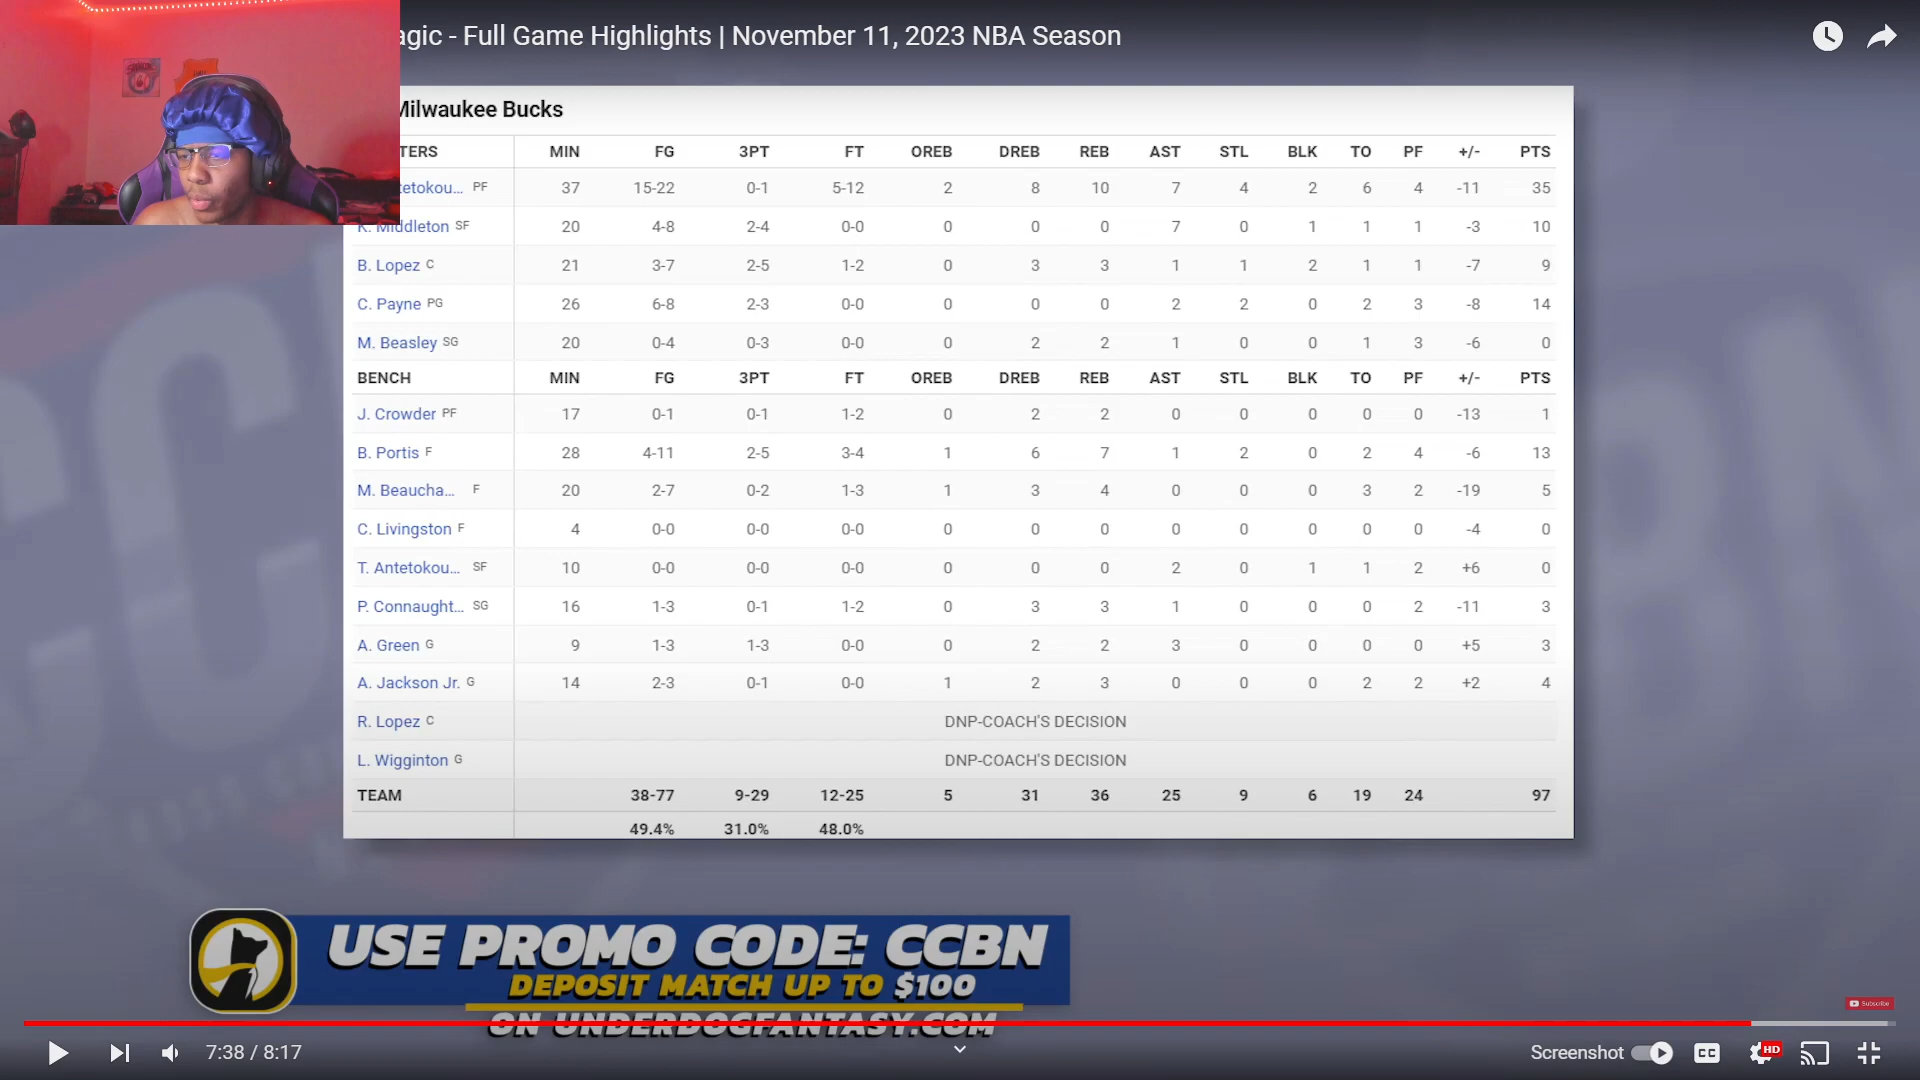 agic - Full Game Highlights | November 11, 2023 NBA Season
Milwaukee Bucks
TERS MIN FG 3PT FT OREB DREB REB AST STL BLK TO PF +/- PTS
tetokou... PF 37 15-22 0-1 5-12 2 8 10 7 4 2 6 4 -11 35
K. Middleton SF 20 4-8 2-4 0-0 0 0 0 7 0 1 1 1 -3 10
B. Lopez C 21 3-7 2-5 1-2 0 3 3 1 1 2 1 1 -7 9
C. Payne PG 26 6-8 2-3 0-0 0 0 0 2 2 0 2 3 -8 14
M. Beasley SG 20 0-4 0-3 0-0 0 2 2 1 0 0 1 3 -6 0
BENCH MIN FG 3PT FT OREB DREB REB AST STL BLK TO PF +/- PTS
J. Crowder PF 17 0-1 0-1 1-2 0 2 2 0 0 0 0 0 -13 1
B. Portis F 28 4-11 2-5 3-4 1 6 7 1 2 0 2 4 -6 13
M. Beaucha... F 20 2-7 0-2 1-3 1 3 4 0 0 0 3 2 -19 5
C. Livingston F 4 0-0 0-0 0-0 0 0 0 0 0 0 0 0 -4 0
T. Antetokou... SF 10 0-0 0-0 0-0 0 0 0 2 0 1 1 2 +6 0
P. Connaught... SG 16 1-3 0-1 1-2 0 3 3 1 0 0 0 2 -11 3
A. Green G 9 1-3 1-3 0-0 0 2 2 3 0 0 0 0 +5 3
A. Jackson Jr. G 14 2-3 0-1 0-0 1 2 3 0 0 0 2 2 +2 4
R. Lopez C DNP-COACH'S DECISION
L. Wigginton G DNP-COACH'S DECISION
TEAM 38-77 9-29 12-25 5 31 36 25 9 6 19 24 97
49.4% 31.0% 48.0%
USE PROMO CODE: CCBN
DEPOSIT MATCH UP TO $100
ON UNDERDOGFANTASY.COM
Subscribe
7:38 / 8:17
Screenshot
CC
HD